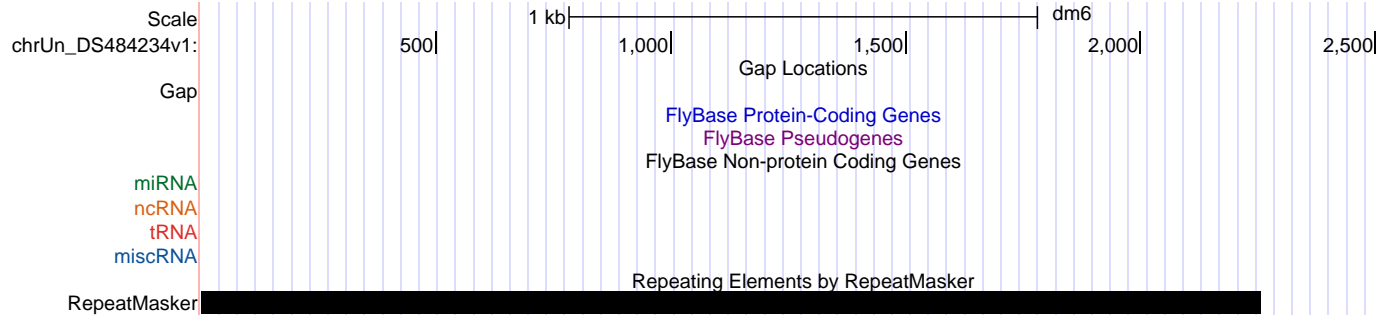 Scale 1 kb dm6
chrUn_DS484234v1: 500 1,000 1,500 2,000 2,500
Gap Locations
Gap
FlyBase Protein-Coding Genes
FlyBase Pseudogenes
FlyBase Non-protein Coding Genes
miRNA
ncRNA
tRNA
miscRNA
Repeating Elements by RepeatMasker
RepeatMasker